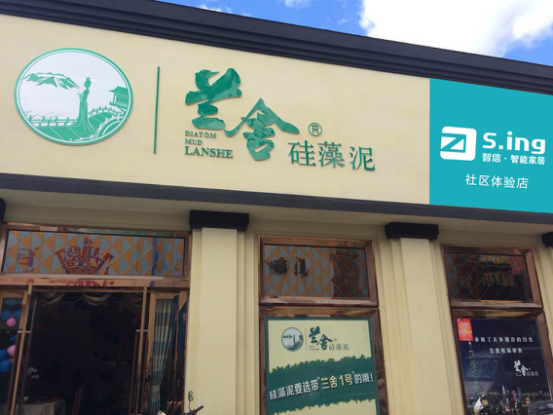 兰舍®
DIATOM
MUD
LANSHE
硅藻泥
S.ing
智信·智能家居
社区体验店
兰舍®
硅藻泥
硅藻泥要选带“兰舍1号”的哦!